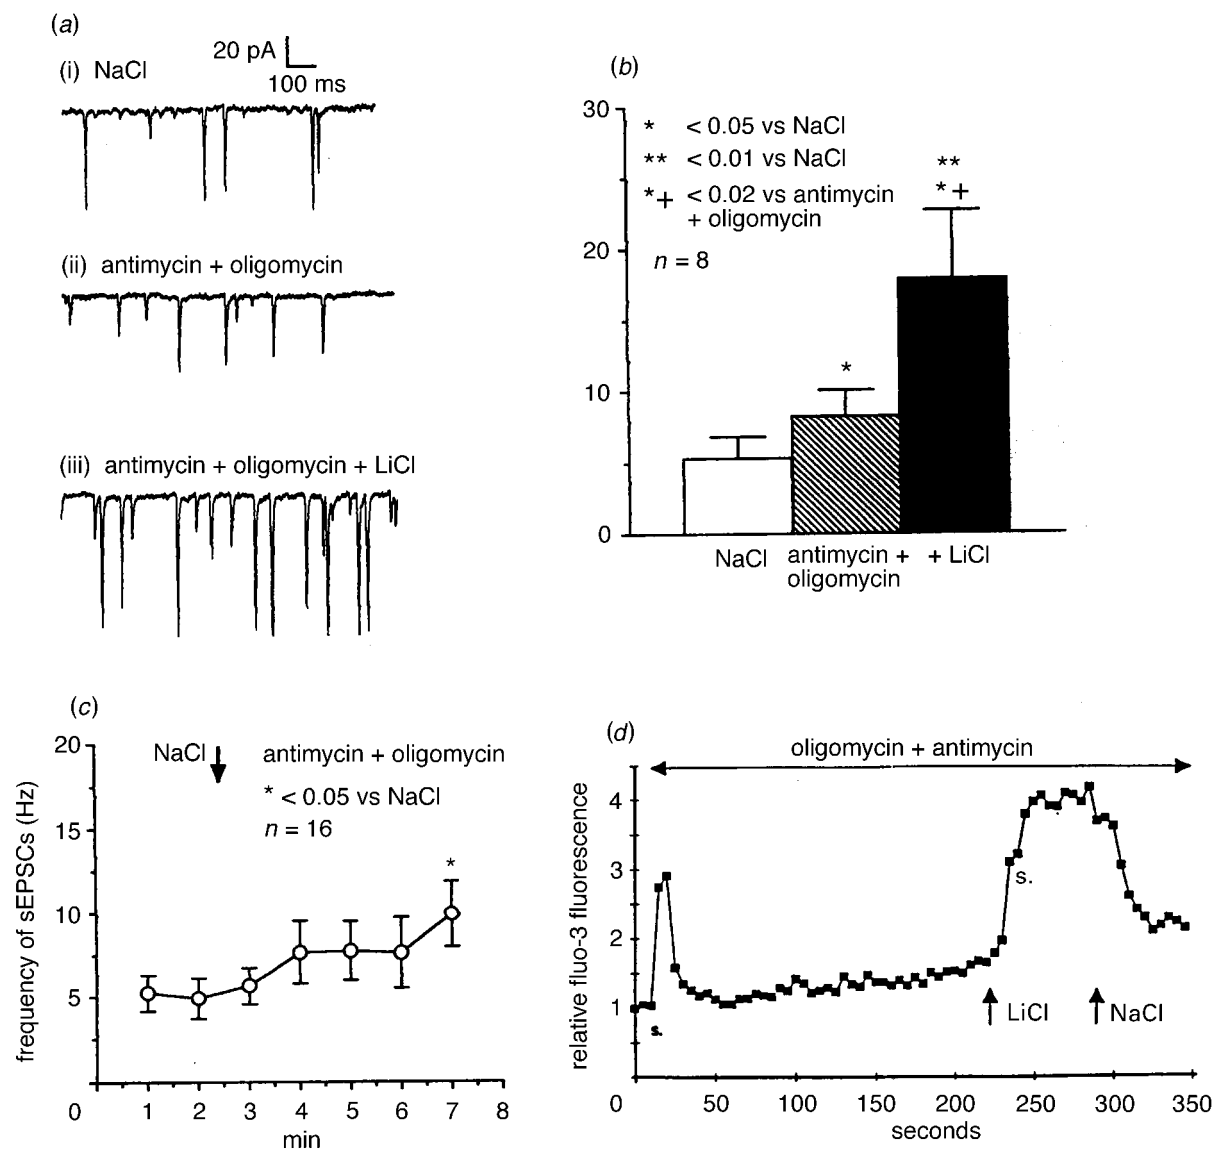 (a)
20 pA
100 ms
(i) NaCl
(ii) antimycin + oligomycin
(iii) antimycin + oligomycin + LiCl
(b)
30
20
10
0
* < 0.05 vs NaCl
** < 0.01 vs NaCl
*+ < 0.02 vs antimycin
+ oligomycin
n = 8
*
**
*+
NaCl
antimycin +
oligomycin
+ LiCl
(c)
frequency of sEPSCs (Hz)
20
15
10
5
NaCl
antimycin + oligomycin
* < 0.05 vs NaCl
n = 16
*
0 1 2 3 4 5 6 7 8
min
(d)
oligomycin + antimycin
relative fluo-3 fluorescence
4
3
2
1
s.
s.
LiCl
NaCl
0 50 100 150 200 250 300 350
seconds